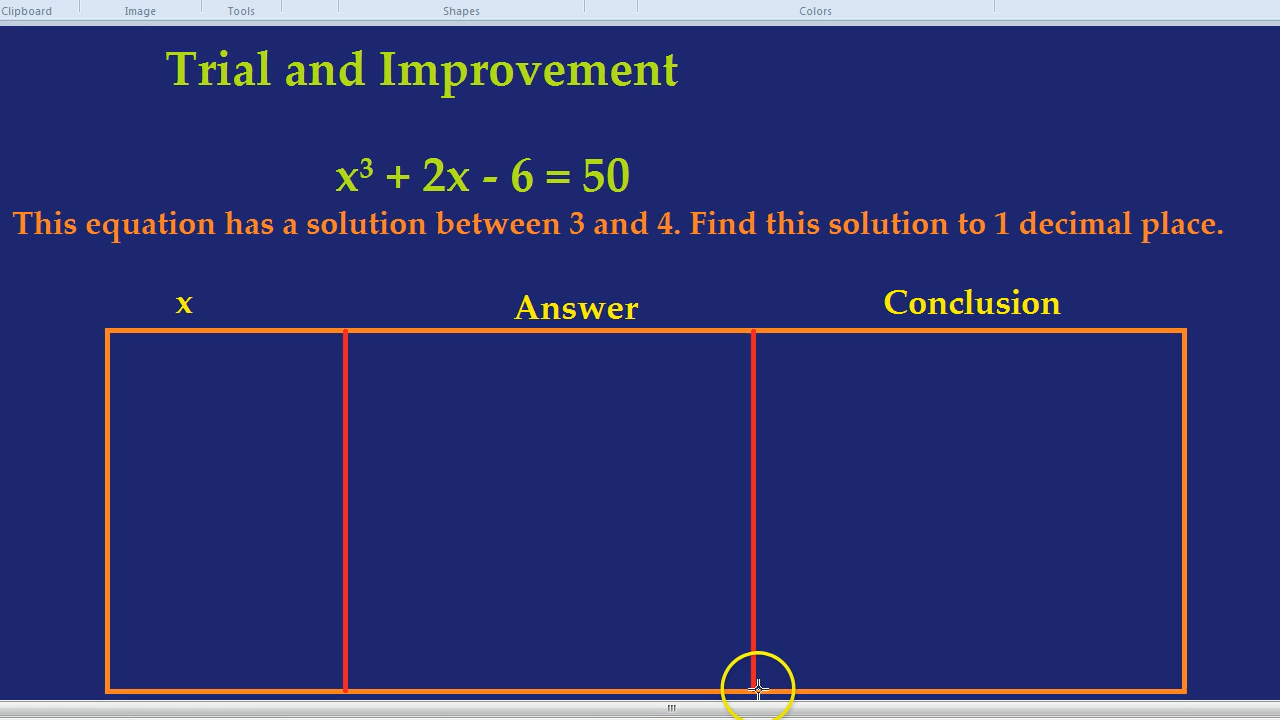 Clipboard Image Tools Shapes Colors
Trial and Improvement
x³ + 2x - 6 = 50
This equation has a solution between 3 and 4. Find this solution to 1 decimal place.
x Answer Conclusion